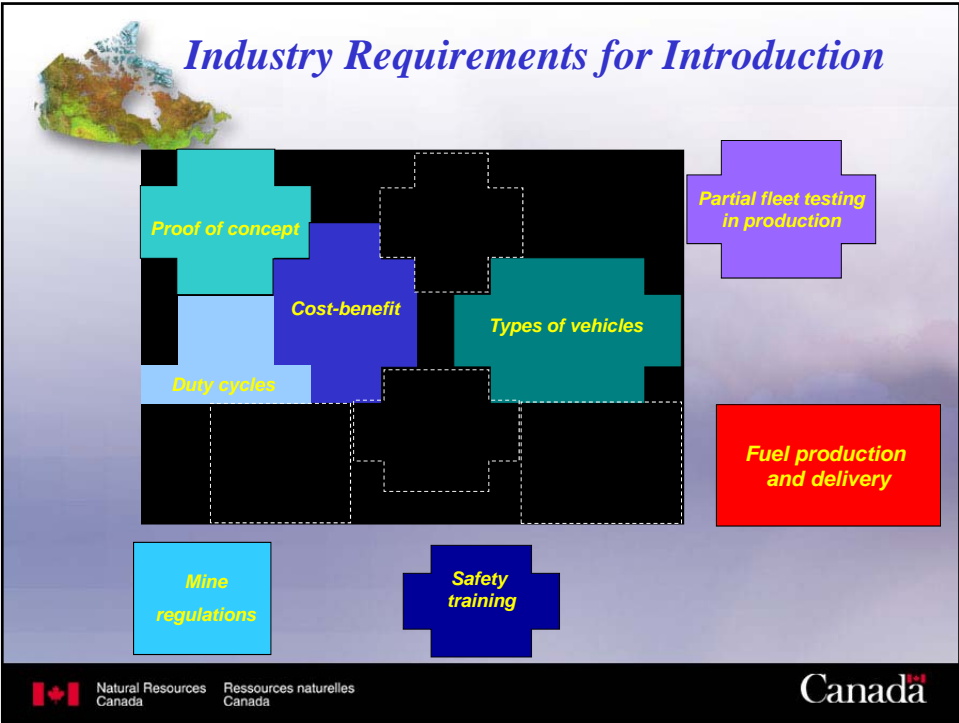 Industry Requirements for Introduction
Proof of concept
Partial fleet testing
in production
Cost-benefit
Types of vehicles
Duty cycles
Fuel production
and delivery
Mine
regulations
Safety
training
Natural Resources
Canada
Ressources naturelles
Canada
Canada